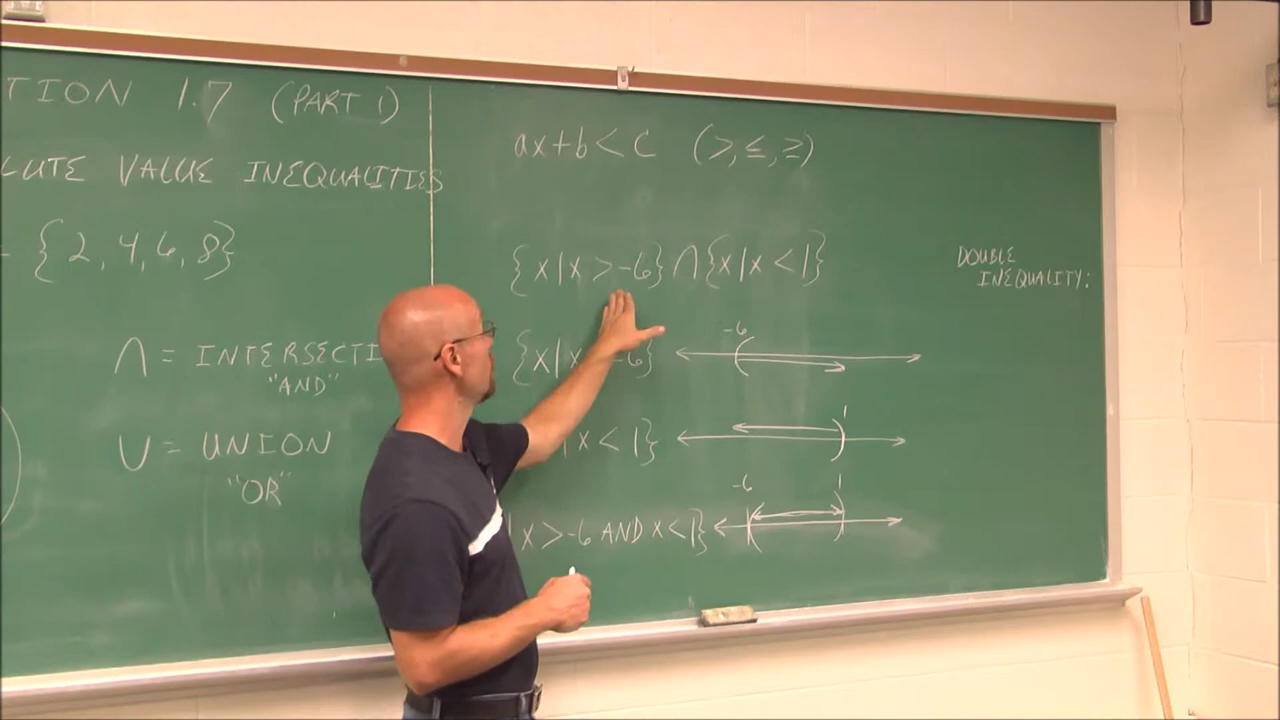 TION 1.7 (PART 1)
LUTE VALUE INEQUALITIES
= {2, 4, 6, 8}
∩ = INTERSECTI
"AND"
U = UNION
"OR"
ax+b < c (>, ≤, ≥)
{x|x > -6} ∩ {x|x < 1}
{x|x -6}
-6
|x < 1}
1
|x > -6 AND x < 1}
-6 1
DOUBLE
INEQUALITY: